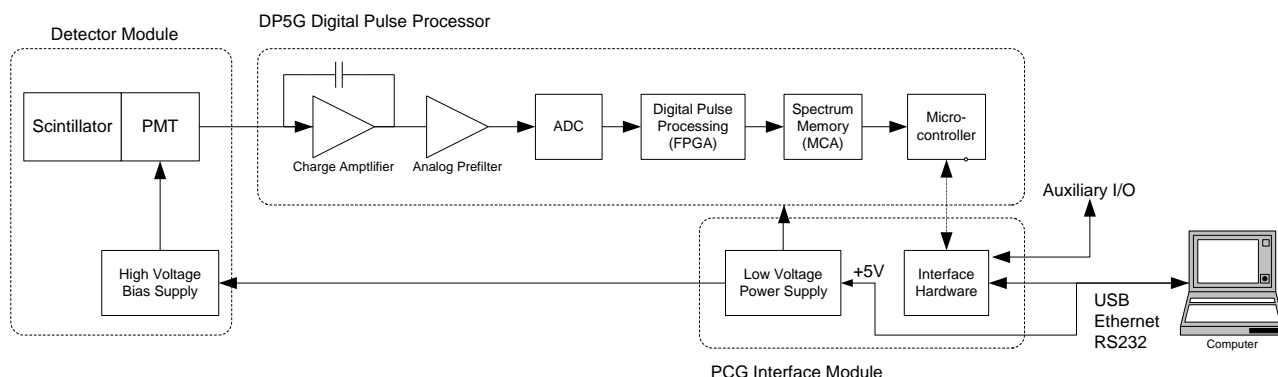 DP5G Digital Pulse Processor
Detector Module
Scintillator
PMT
Charge Amptlifier
Analog Prefilter
ADC
Digital Pulse
Processing
(FPGA)
Spectrum
Memory
(MCA)
Micro-
controller
Auxiliary I/O
High Voltage
Bias Supply
Low Voltage
Power Supply
+5V
Interface
Hardware
USB
Ethernet
RS232
Computer
PCG Interface Module